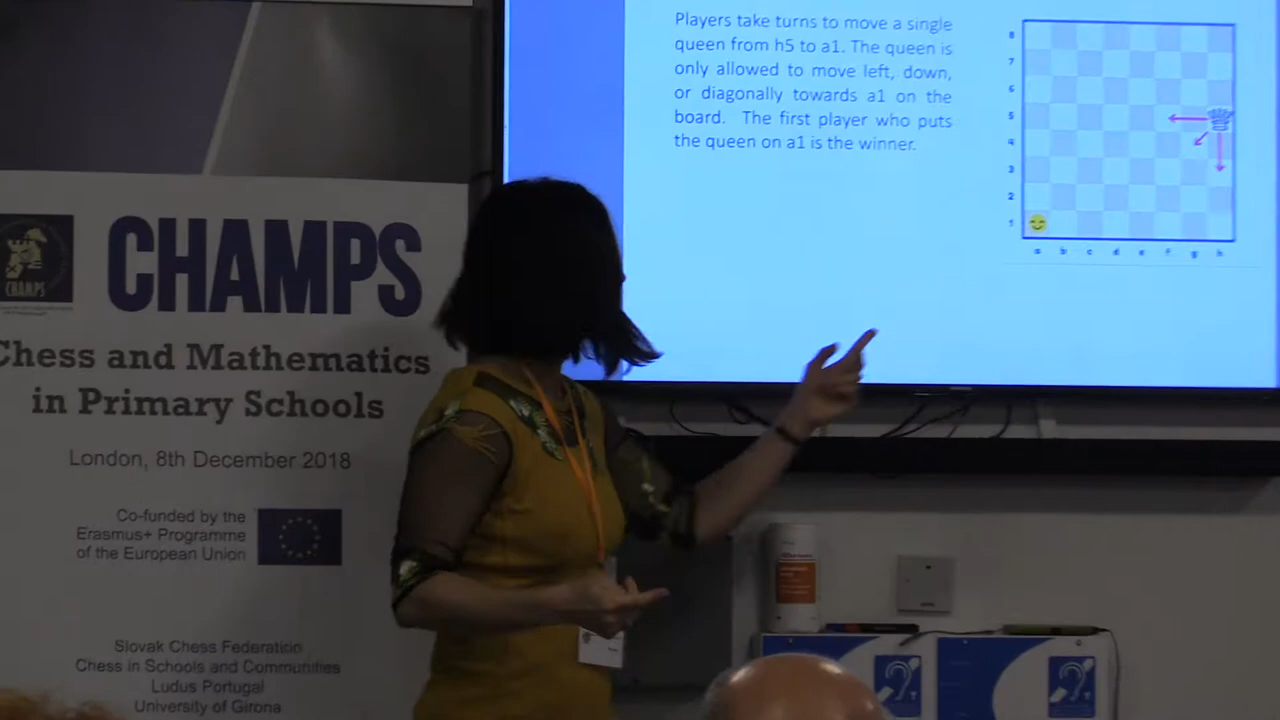 Players take turns to move a single
queen from h5 to a1. The queen is
only allowed to move left, down,
or diagonally towards a1 on the
board. The first player who puts
the queen on a1 is the winner.
8
7
6
5
4
3
2
1
a b c d e f g h
CHAMPS
CHAMPS
Chess and Mathematics
in Primary Schools
London, 8th December 2018
Co-funded by the
Erasmus+ Programme
of the European Union
Slovak Chess Federatio
Chess in Schools and Communities
Ludus Portugal
University of Girona